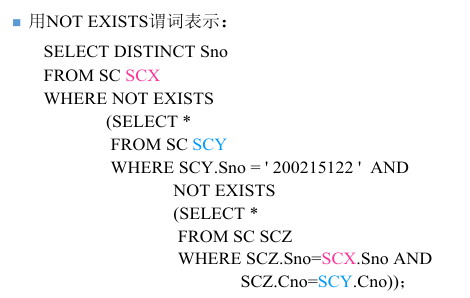 用NOT EXISTS谓词表示：
SELECT DISTINCT Sno
FROM SC SCX
WHERE NOT EXISTS
(SELECT *
FROM SC SCY
WHERE SCY.Sno = ' 200215122 ' AND
NOT EXISTS
(SELECT *
FROM SC SCZ
WHERE SCZ.Sno=SCX.Sno AND
SCZ.Cno=SCY.Cno))；